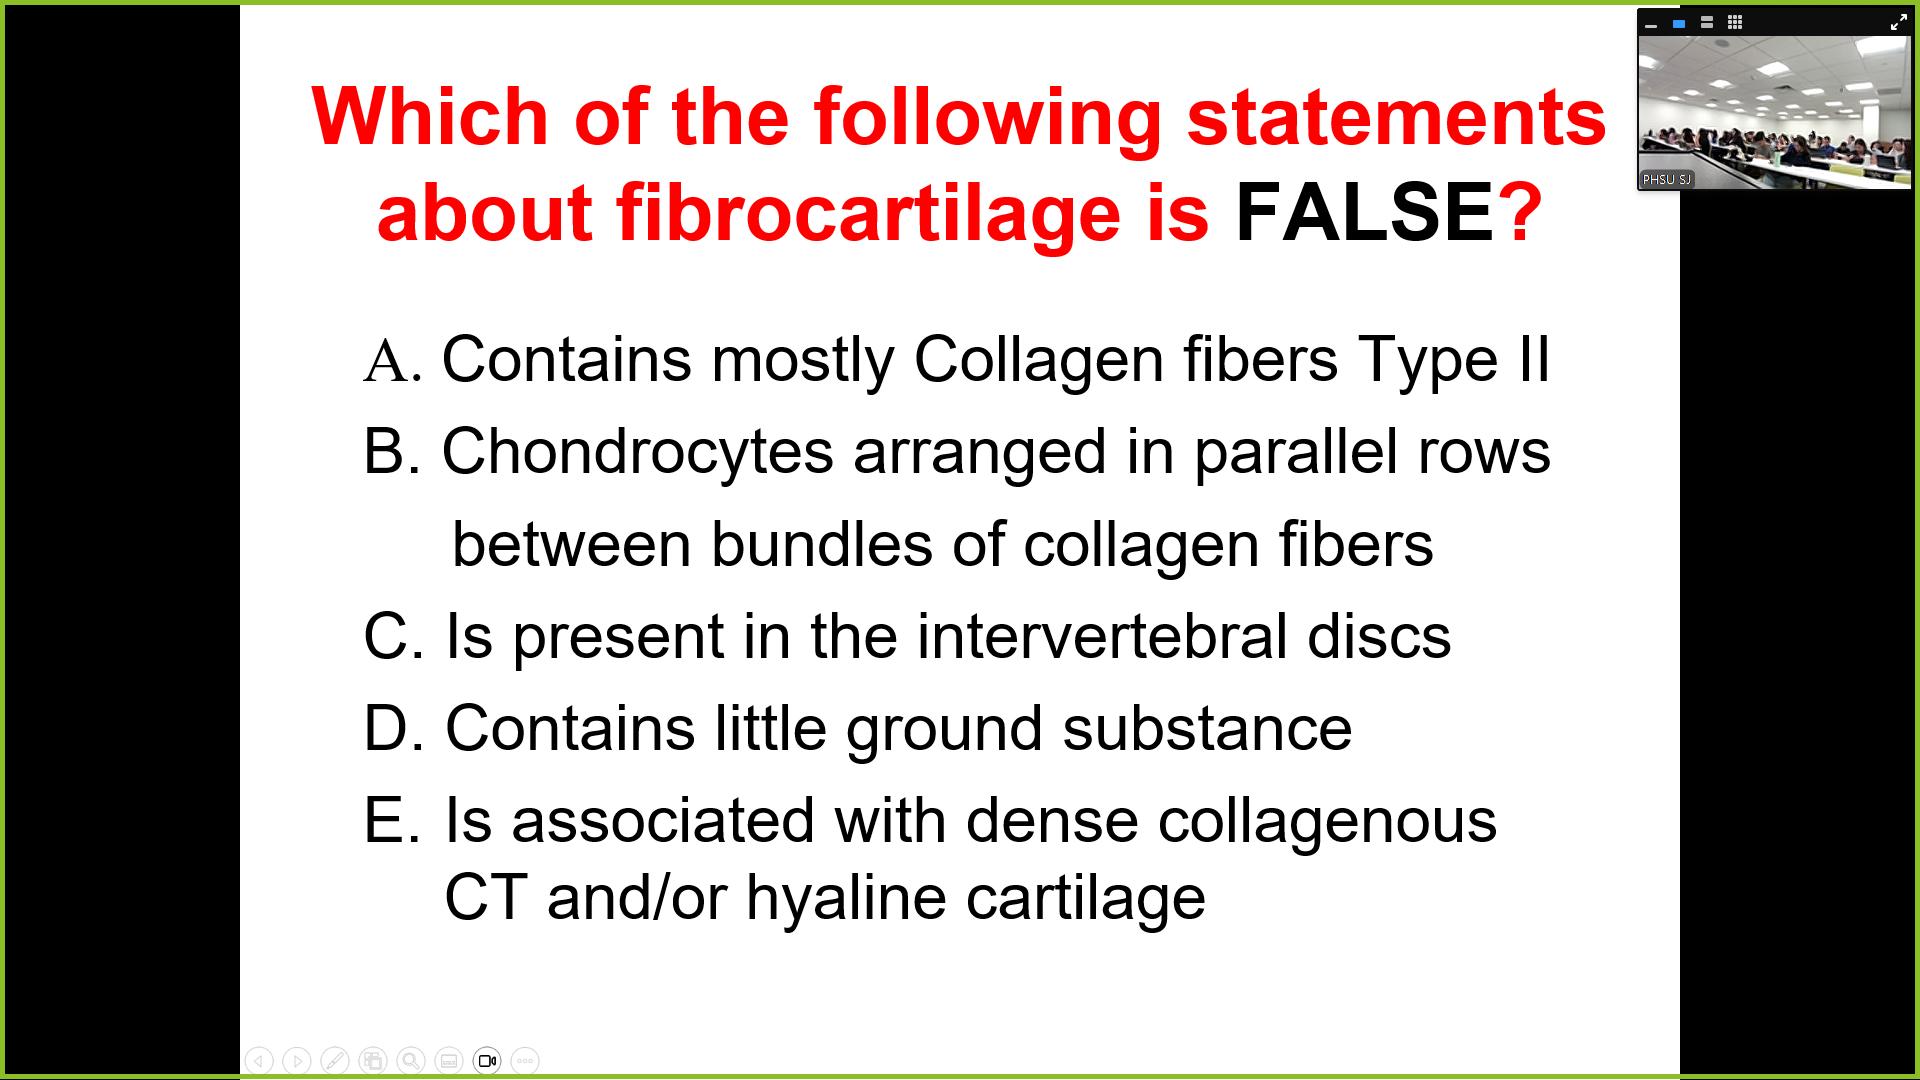 Which of the following statements
about fibrocartilage is FALSE?
A. Contains mostly Collagen fibers Type II
B. Chondrocytes arranged in parallel rows
between bundles of collagen fibers
C. Is present in the intervertebral discs
D. Contains little ground substance
E. Is associated with dense collagenous
CT and/or hyaline cartilage
PHSU SJ